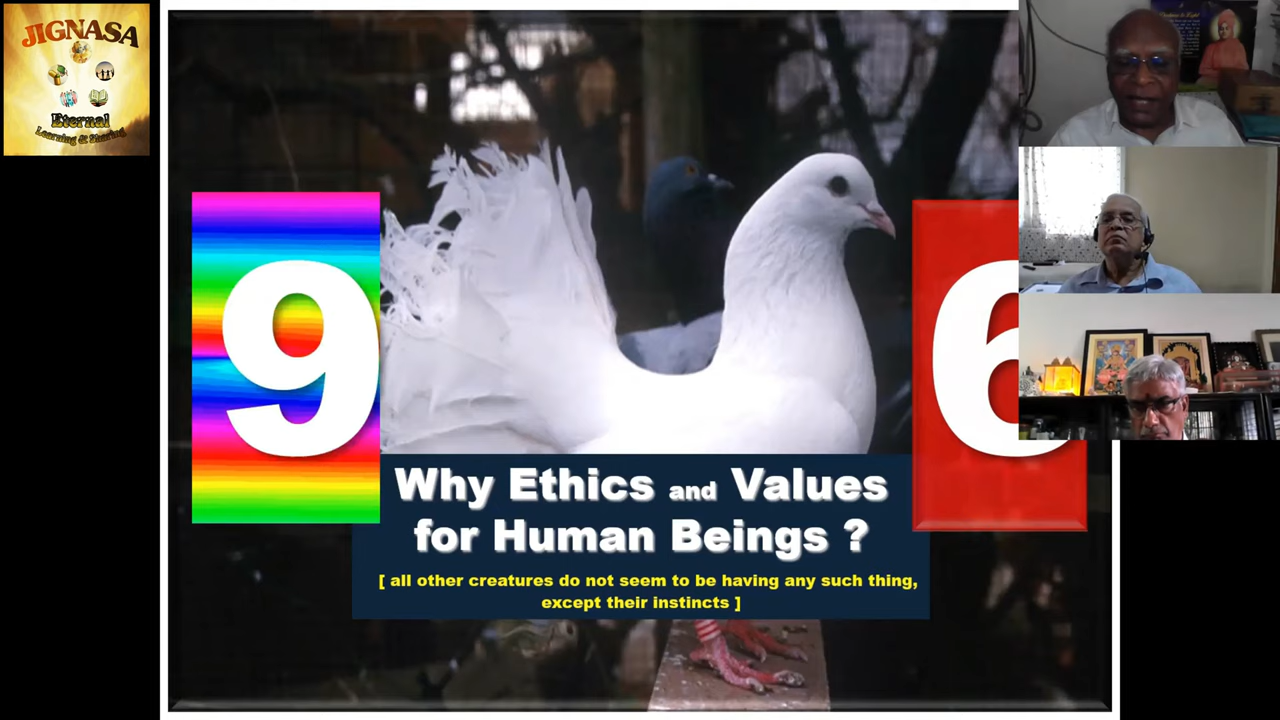 JIGNASA
Eternal
Learning & Sharing
9
6
Why Ethics and Values
for Human Beings ?
[ all other creatures do not seem to be having any such thing,
except their instincts ]